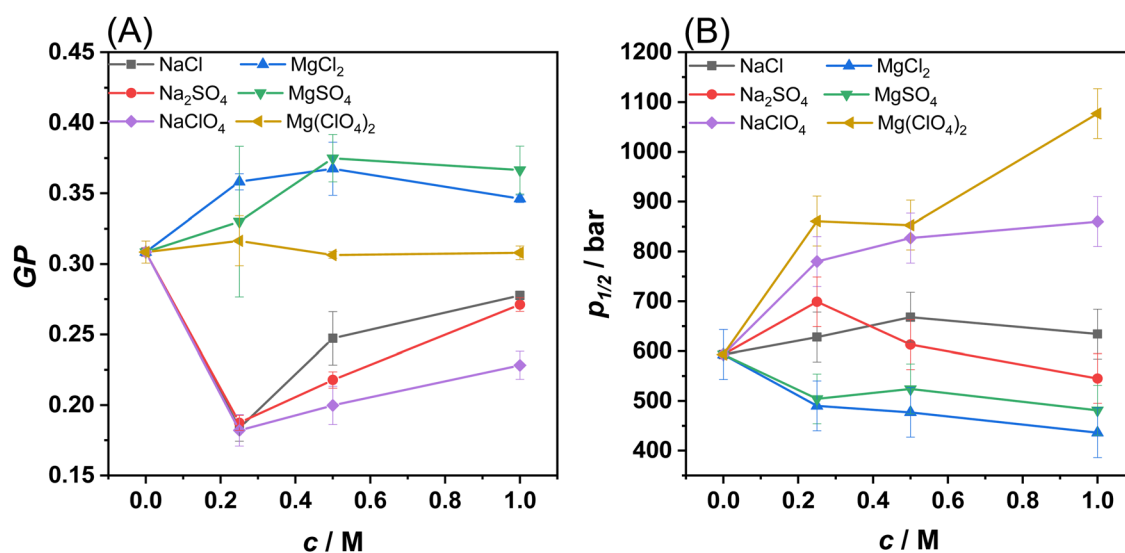 (A)
GP
0.45
0.40
0.35
0.30
0.25
0.20
0.15
NaCl MgCl₂
Na₂SO₄ MgSO₄
NaClO₄ Mg(ClO₄)₂
0.0 0.2 0.4 0.6 0.8 1.0
c / M
(B)
p₁/₂ / bar
1200
1100
1000
900
800
700
600
500
400
NaCl MgCl₂
Na₂SO₄ MgSO₄
NaClO₄ Mg(ClO₄)₂
0.0 0.2 0.4 0.6 0.8 1.0
c / M